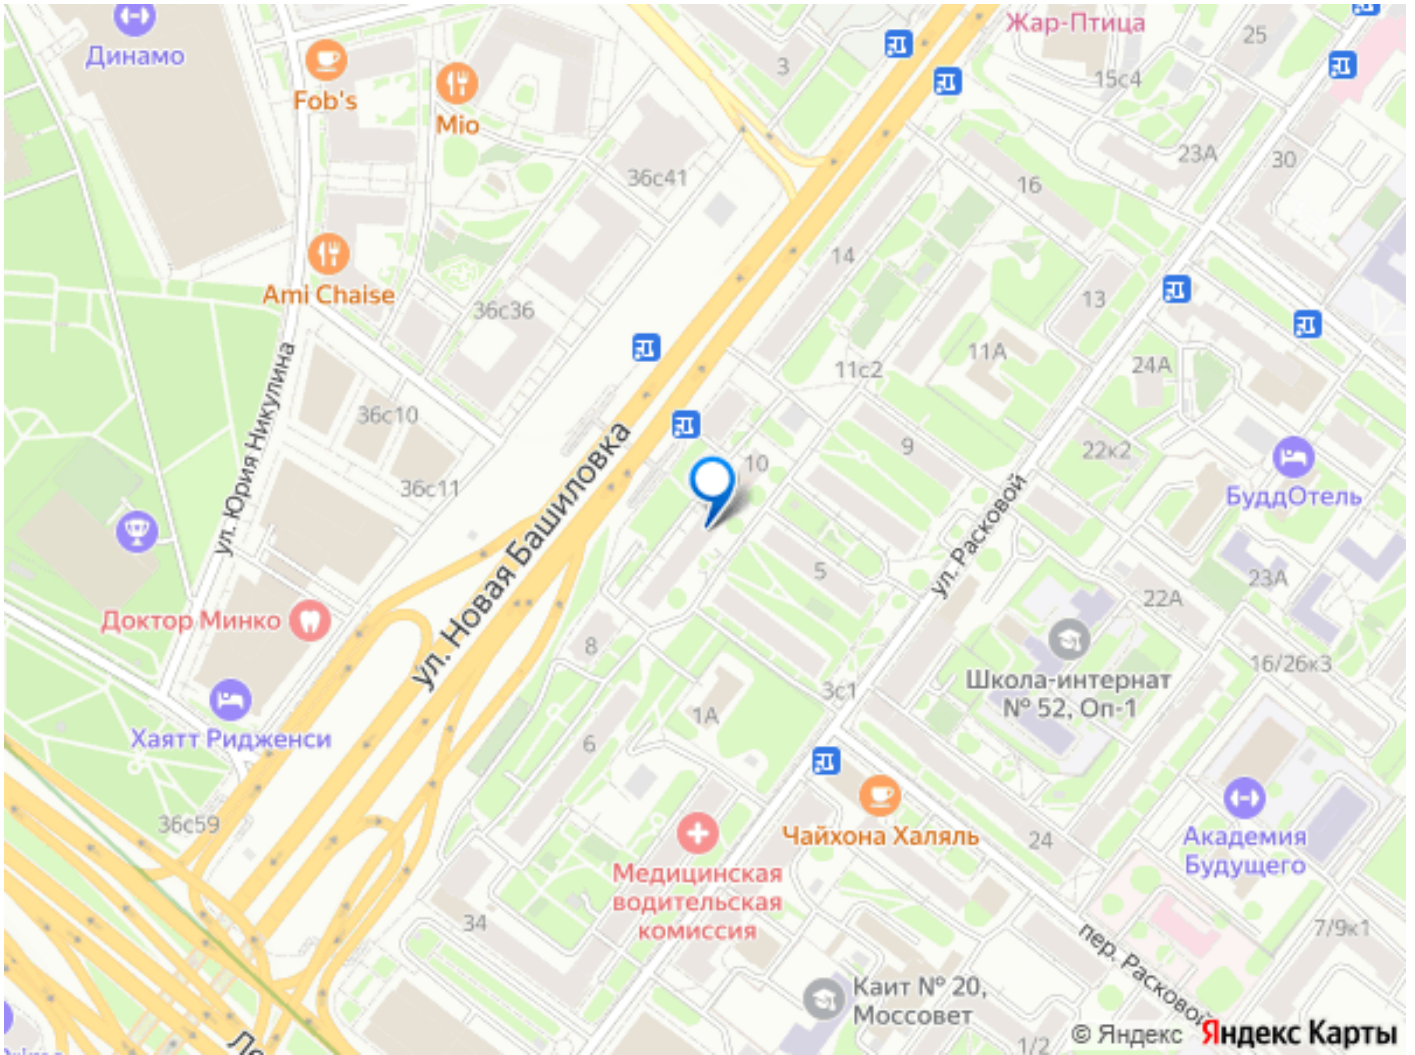 Жар-Птица
25
3
Динамо
15с4
Fob's
Mio
23А
30
36с41
16
14
Ami Chaise
13
36с36
11А
11с2
24А
ул. Юрия Никулина
36с10
9
22к2
10
36с11
БуддОтель
ул. Новая Башиловка
ул. Расковой
5
23А
22А
Доктор Минко
8
16/26к3
Школа-интернат
№ 52, Оп-1
3с1
1А
Хаятт Ридженси
6
36с59
Чайхона Халяль
24
Академия
Будущего
Медицинская
водительская
комиссия
34
7/9к1
пер. Расковой
Каит № 20,
Моссовет
1/2
© Яндекс Яндекс Карты